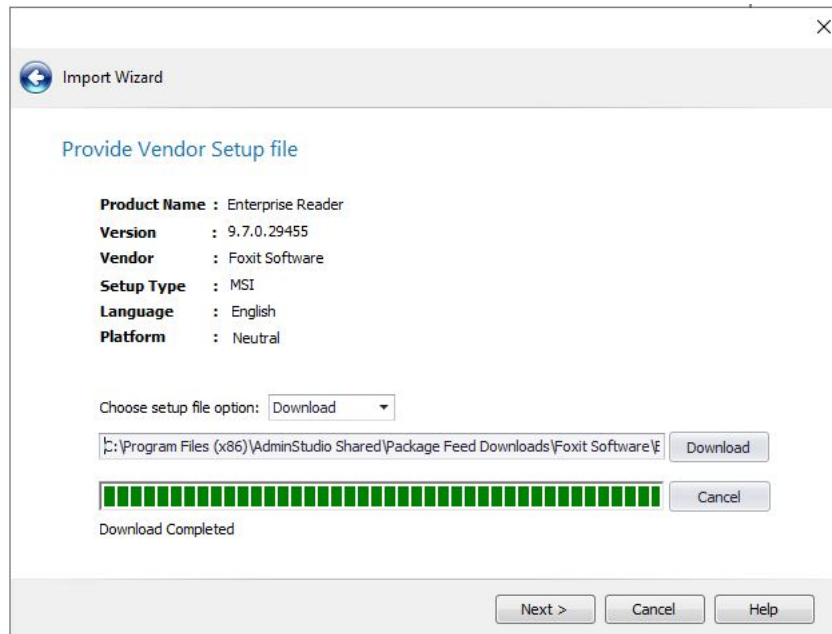 Import Wizard
Provide Vendor Setup file
Product Name : Enterprise Reader
Version : 9.7.0.29455
Vendor : Foxit Software
Setup Type : MSI
Language : English
Platform : Neutral
Choose setup file option: Download
C:\Program Files (x86)\AdminStudio Shared\Package Feed Downloads\Foxit Software\E Download
Cancel
Download Completed
Next > Cancel Help